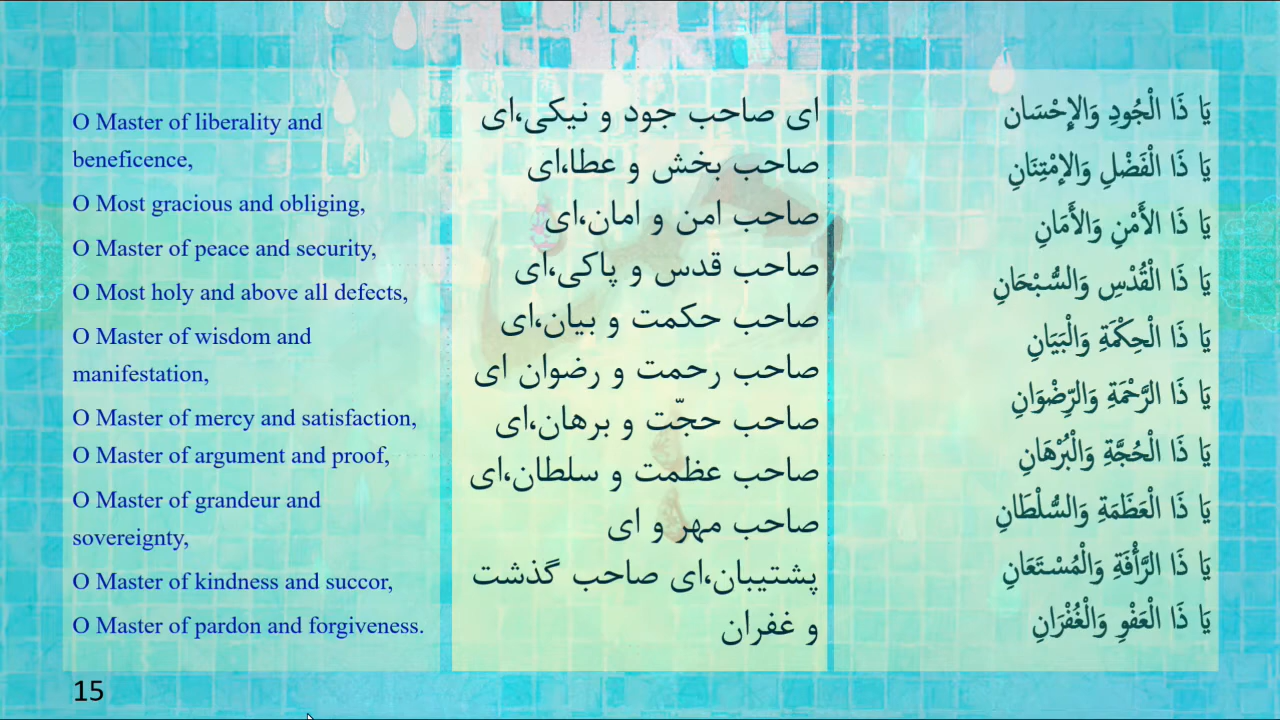 O Master of liberality and
beneficence,
O Most gracious and obliging,
O Master of peace and security,
O Most holy and above all defects,
O Master of wisdom and
manifestation,
O Master of mercy and satisfaction,
O Master of argument and proof,
O Master of grandeur and
sovereignty,
O Master of kindness and succor,
O Master of pardon and forgiveness.
ای صاحب جود و نیکی،ای
صاحب بخش و عطا،ای
صاحب امن و امان،ای
صاحب قدس و پاکی،ای
صاحب حکمت و بیان،ای
صاحب رحمت و رضوان ای
صاحب حجّت و برهان،ای
صاحب عظمت و سلطان،ای
صاحب مهر و ای
پشتیبان،ای صاحب گذشت
و غفران
يَا ذَا الْجُودِ وَالإِحْسَانِ
يَا ذَا الْفَضْلِ وَالإمْتِنَانِ
يَا ذَا الأَمْنِ وَالأَمَانِ
يَا ذَا الْقُدْسِ وَالسُّبْحَانِ
يَا ذَا الْحِكْمَةِ وَالْبَيَانِ
يَا ذَا الرَّحْمَةِ وَالرِّضْوَانِ
يَا ذَا الْحُجَّةِ وَالْبُرْهَانِ
يَا ذَا الْعَظَمَةِ وَالسُّلْطَانِ
يَا ذَا الرَّأْفَةِ وَالْمُسْتَعَانِ
يَا ذَا الْعَفْوِ وَالْغُفْرَانِ
15